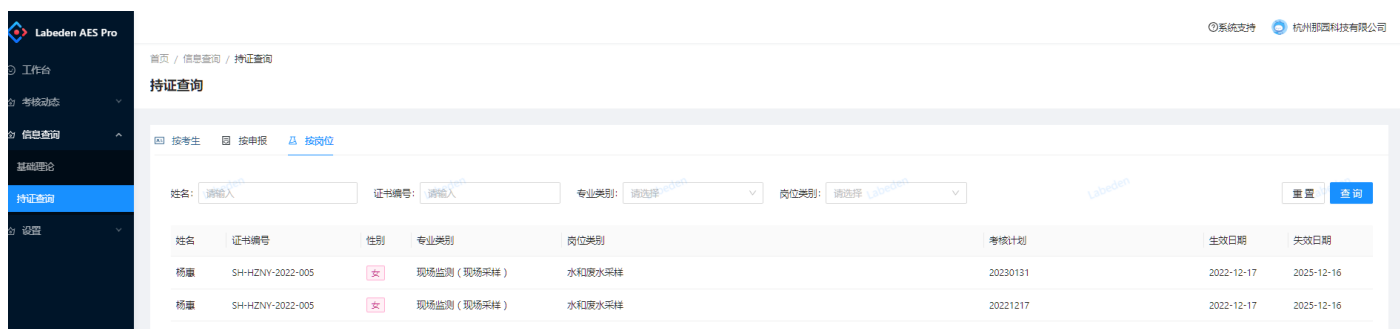 Labeden AES Pro
系统支持 杭州那园科技有限公司
工作台
考核动态
信息查询
基础理论
持证查询
设置
首页 / 信息查询 / 持证查询
持证查询
按考生 按申报 按岗位
姓名: 请输入 证书编号: 请输入 专业类别: 请选择 岗位类别: 请选择 重置 查询
姓名 证书编号 性别 专业类别 岗位类别 考核计划 生效日期 失效日期
杨惠 SH-HZNY-2022-005 女 现场监测(现场采样) 水和废水采样 20230131 2022-12-17 2025-12-16
杨惠 SH-HZNY-2022-005 女 现场监测(现场采样) 水和废水采样 20221217 2022-12-17 2025-12-16
Labeden
Labeden